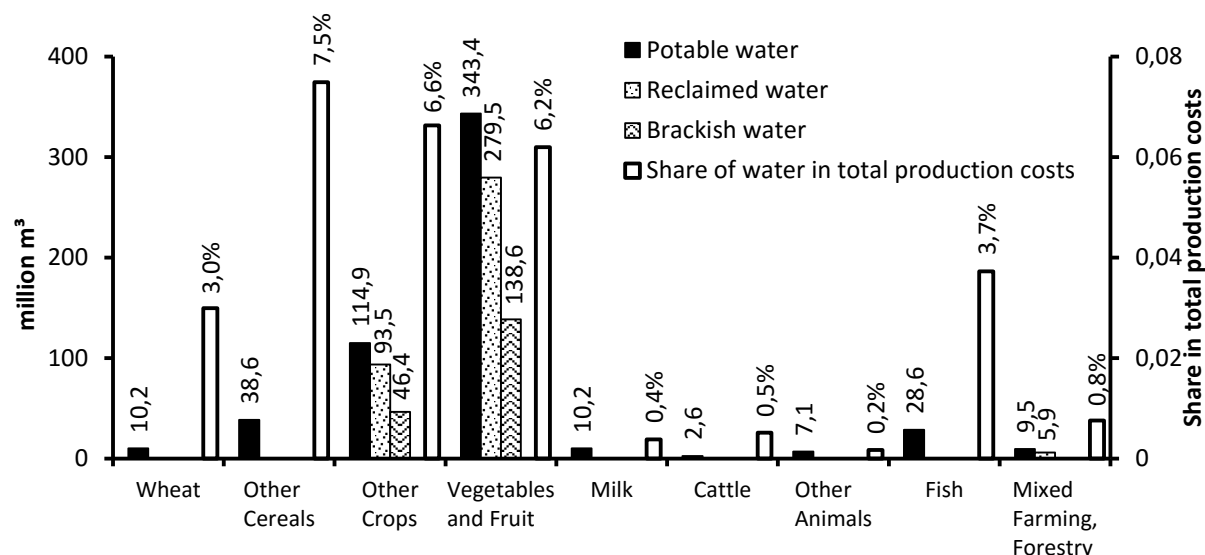 400
300
200
100
0
million m³
0,08
0,06
0,04
0,02
0
Share in total production costs
Potable water
Reclaimed water
Brackish water
Share of water in total production costs
10,2
3,0%
38,6
7,5%
114,9
93,5
46,4
6,6%
343,4
279,5
138,6
6,2%
10,2
0,4%
2,6
0,5%
7,1
0,2%
28,6
3,7%
9,5
5,9
0,8%
Wheat
Other
Cereals
Other
Crops
Vegetables
and Fruit
Milk
Cattle
Other
Animals
Fish
Mixed
Farming,
Forestry